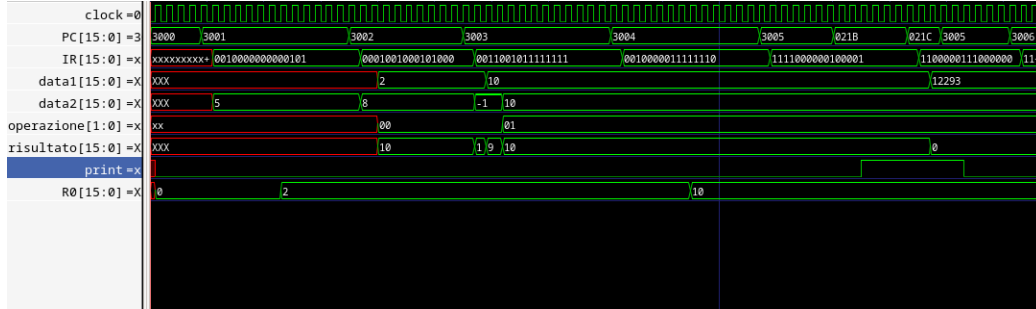 clock =0
PC[15:0] =3 3000 3001 3002 3003 3004 3005 021B 021C 3005 3006
IR[15:0] =x xxxxxxxxx+ 0010000000000101 0001001000101000 0011001011111111 0010000011111110 1111000000100001 1100000111000000 11+
data1[15:0] =X XXX 2 10 12293
data2[15:0] =X XXX 5 8 -1 10
operazione[1:0] =x xx 00 01
risultato[15:0] =X XXX 10 1 9 10 0
print =x
R0[15:0] =X 0 2 10